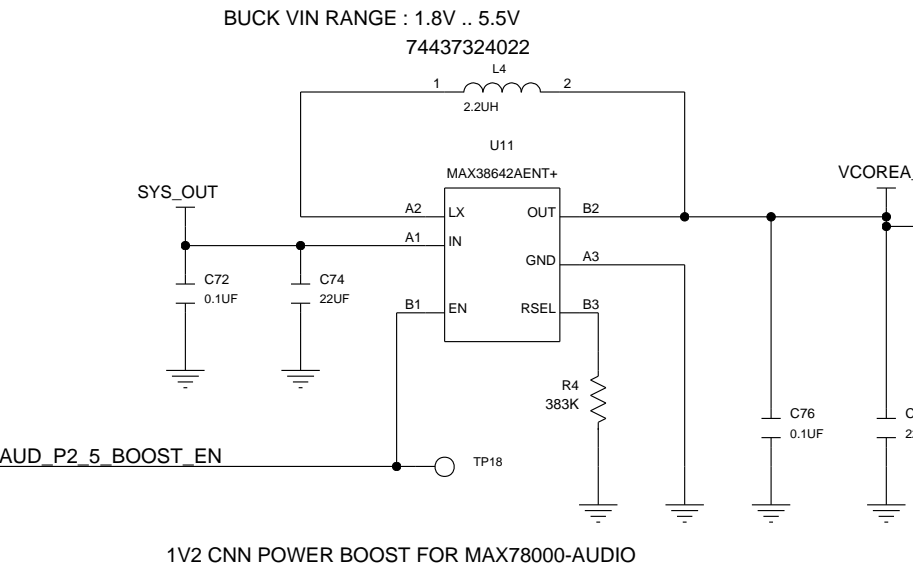 BUCK VIN RANGE : 1.8V .. 5.5V
74437324022
L4
1 2
2.2UH
U11
MAX38642AENT+
SYS_OUT
VCOREA_
A2 LX OUT B2
A1 IN
GND A3
C72
0.1UF
C74
22UF
B1 EN RSEL B3
R4
383K
C76
0.1UF
AUD_P2_5_BOOST_EN
TP18
1V2 CNN POWER BOOST FOR MAX78000-AUDIO